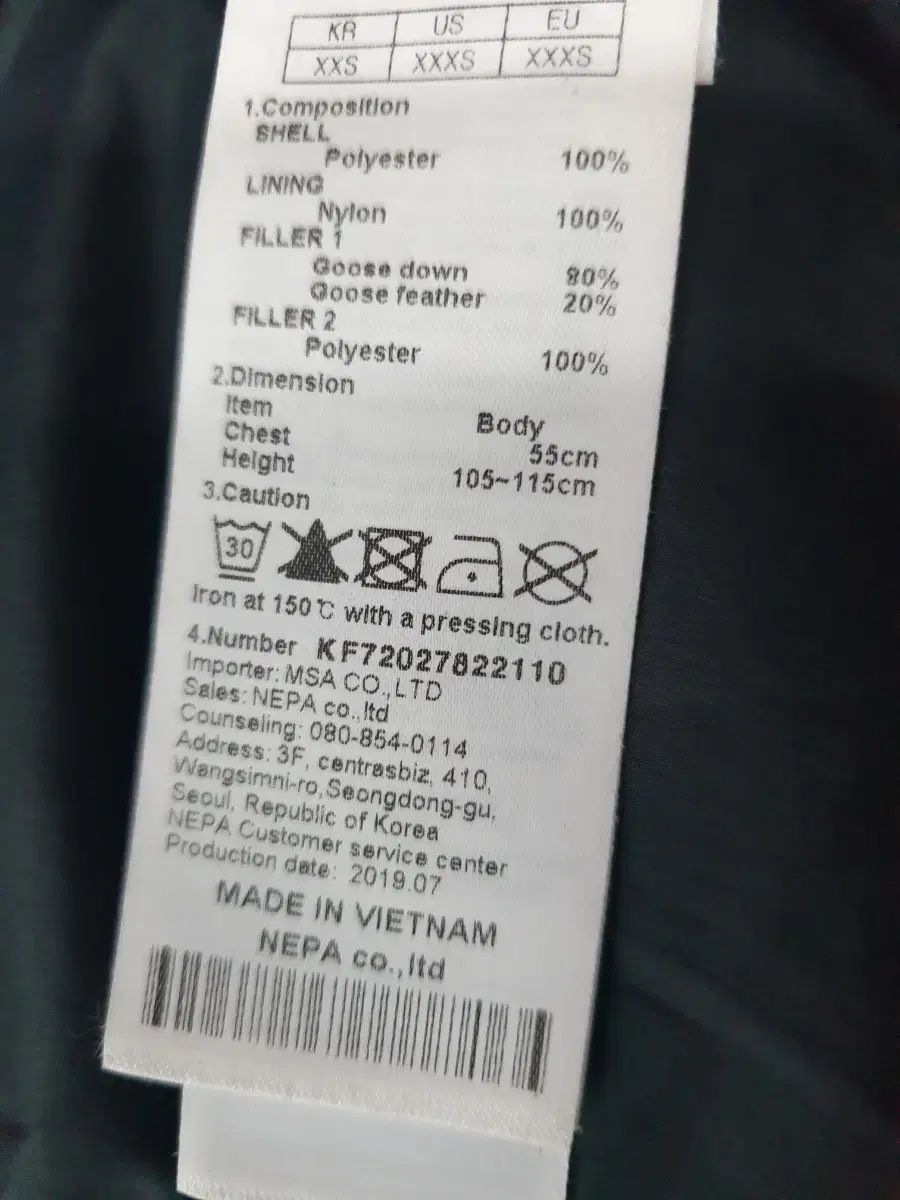 KR US EU
XXS XXXS XXXS
1.Composition
SHELL
Polyester 100%
LINING
Nylon 100%
FILLER 1
Goose down 80%
Goose feather 20%
FILLER 2
Polyester 100%
2.Dimension
Item Body
Chest 55cm
Height 105~115cm
3.Caution
30
Iron at 150℃ with a pressing cloth.
4.Number KF72027822110
Importer: MSA CO.,LTD
Sales: NEPA co.,ltd
Counseling: 080-854-0114
Address: 3F, centrasbiz, 410,
Wangsimni-ro,Seongdong-gu,
Seoul, Republic of Korea
NEPA Customer service center
Production date: 2019.07
MADE IN VIETNAM
NEPA co.,ltd